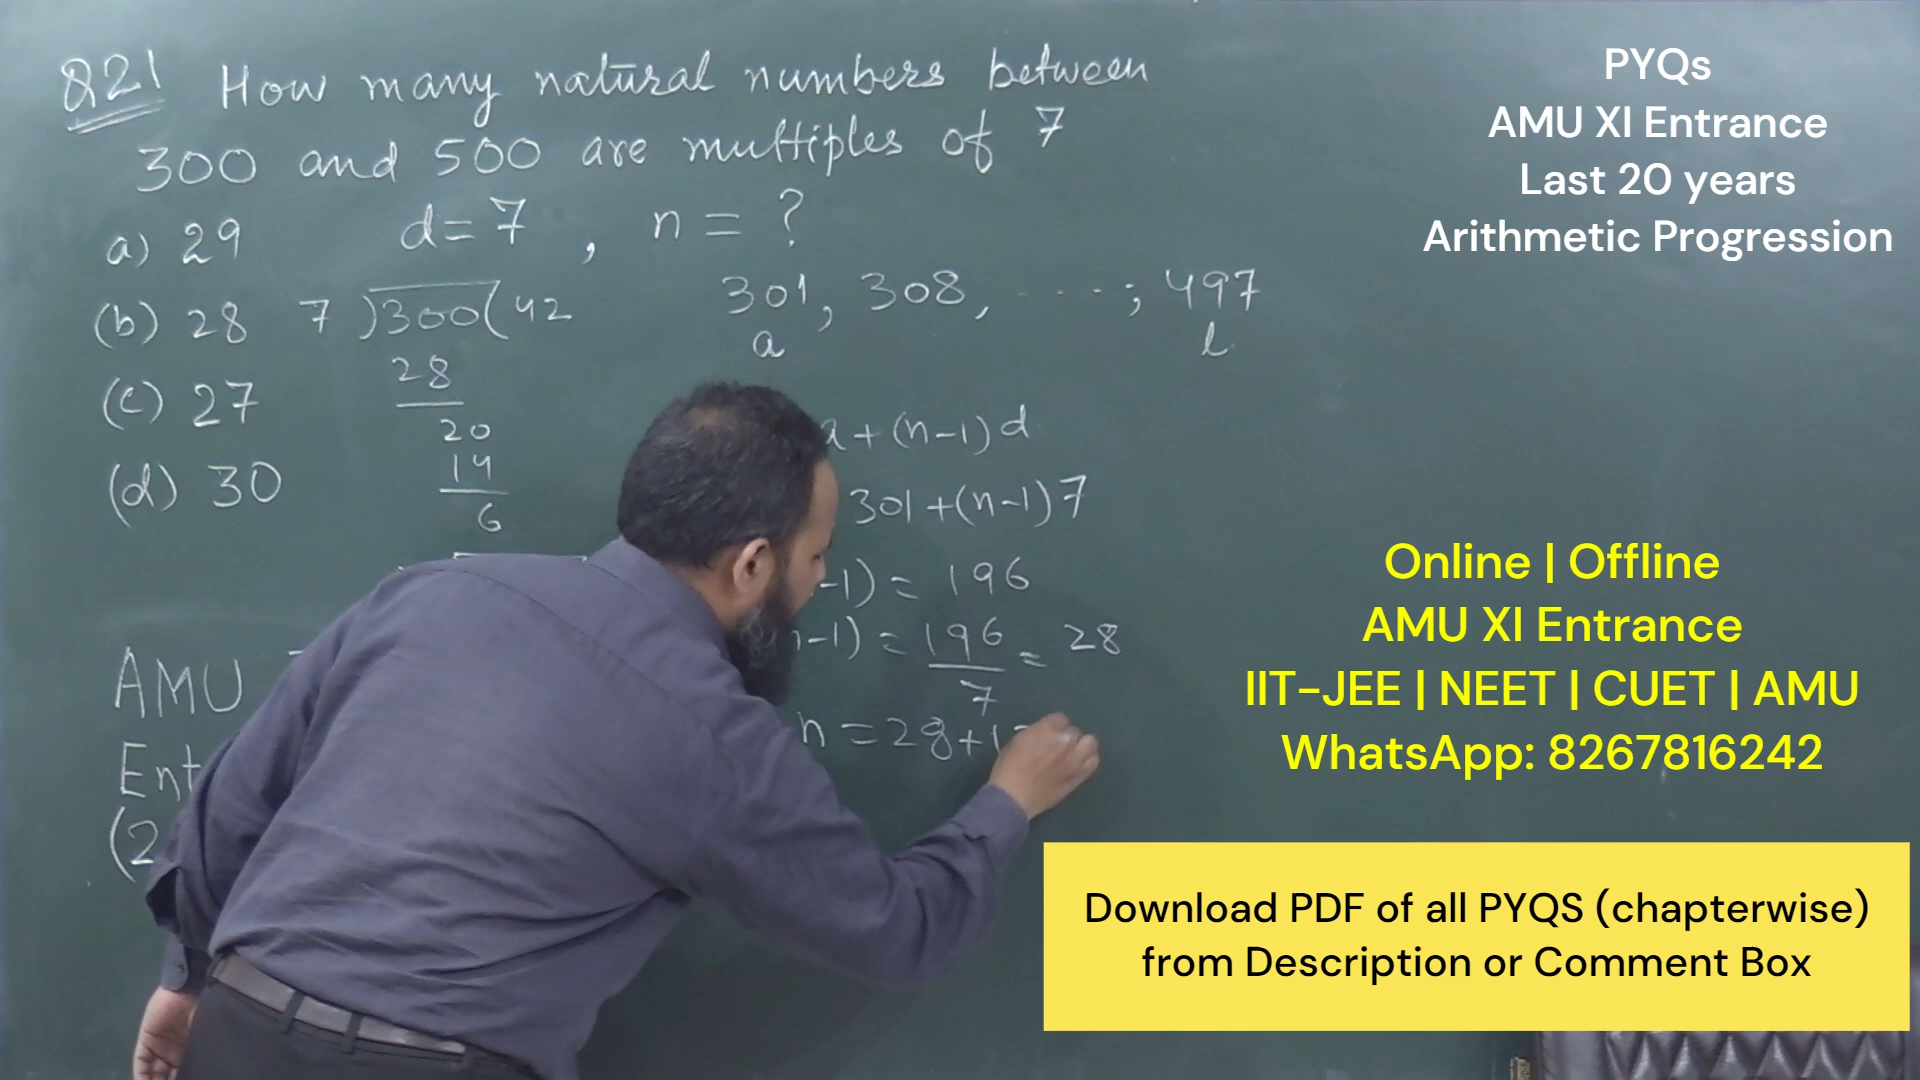 Q21 How many natural numbers between
300 and 500 are multiples of 7
a) 29
d=7 , n = ?
(b) 28
7 )300(42
28
20
14
6
301, 308, ....; 497
a l
(c) 27
(d) 30
a+(n-1)d
301+(n-1)7
-1) = 196
n-1) = 196/7 = 28
n = 28+1
AMU
(2
PYQs
AMU XI Entrance
Last 20 years
Arithmetic Progression
Online | Offline
AMU XI Entrance
IIT-JEE | NEET | CUET | AMU
WhatsApp: 8267816242
Download PDF of all PYQS (chapterwise)
from Description or Comment Box